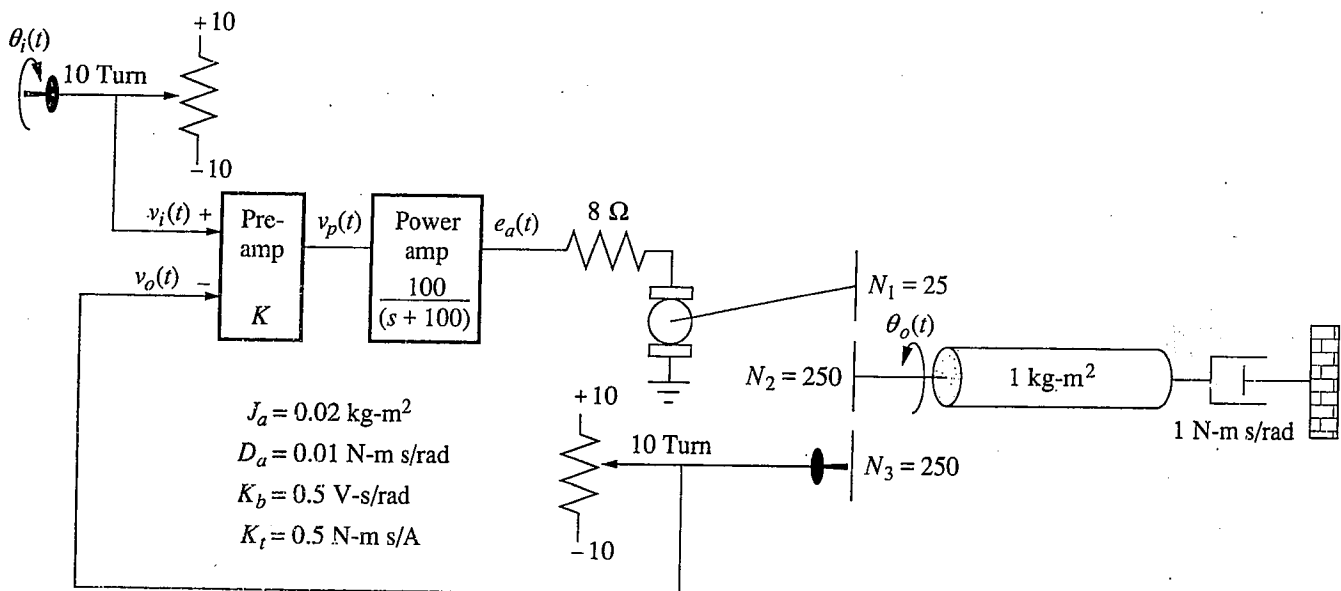 θi(t)
10 Turn
+10
−10
vi(t) +
vo(t) −
Pre-
amp
K
vp(t)
Power
amp
100
(s + 100)
ea(t)
8 Ω
N1 = 25
N2 = 250
θo(t)
1 kg-m²
1 N-m s/rad
N3 = 250
+10
10 Turn
−10
Ja = 0.02 kg-m²
Da = 0.01 N-m s/rad
Kb = 0.5 V-s/rad
Kt = 0.5 N-m s/A